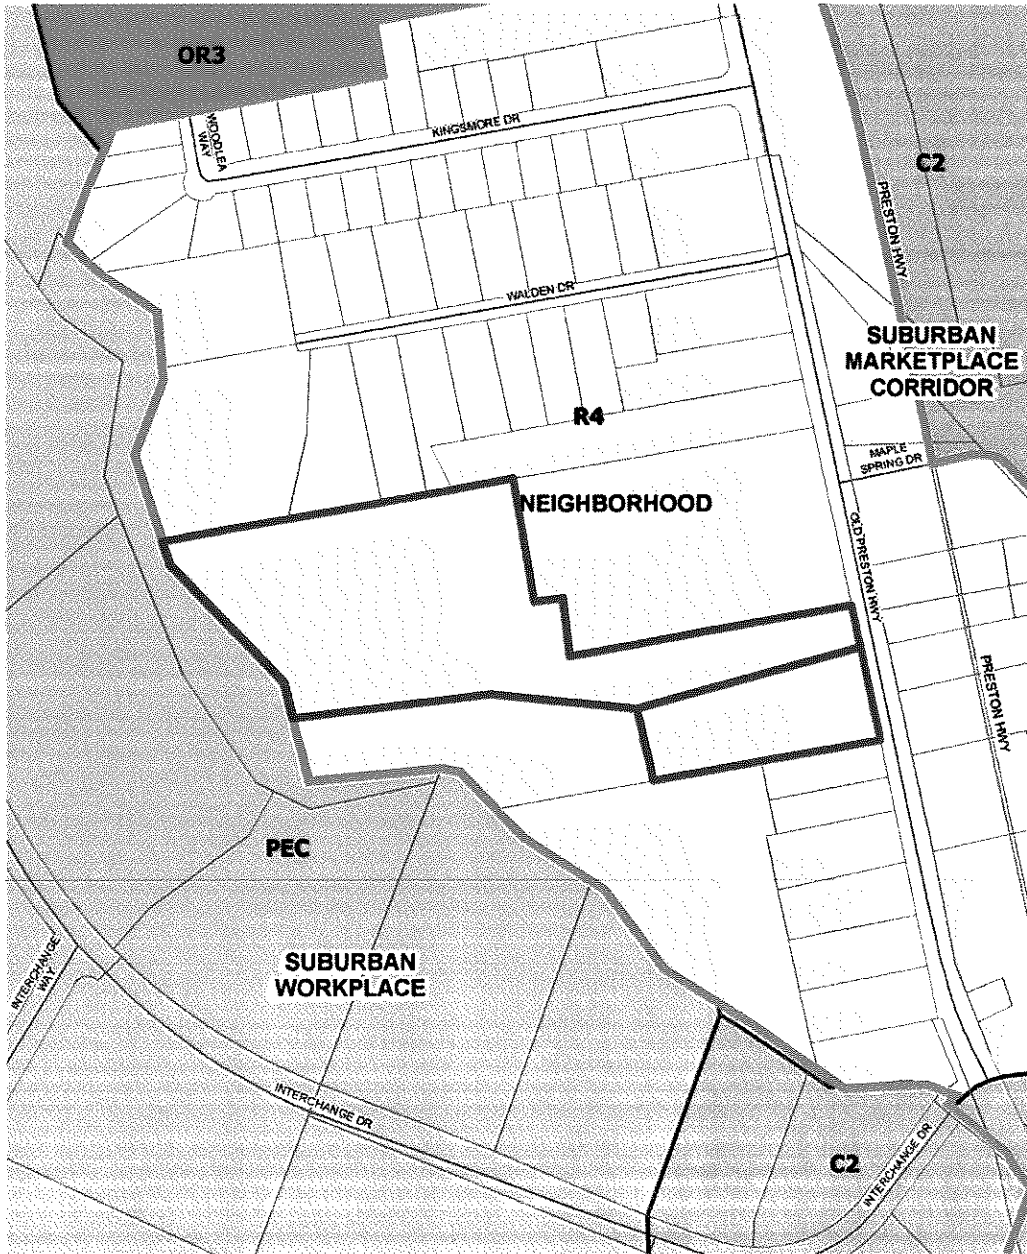 OR3
WOODLEA
WAY
KINGSMORE DR
C2
PRESTON HWY
WALDEN DR
SUBURBAN
MARKETPLACE
CORRIDOR
R4
MAPLE
SPRING DR
NEIGHBORHOOD
OLD PRESTON HWY
PRESTON HWY
PEC
SUBURBAN
WORKPLACE
INTERCHANGE
WAY
INTERCHANGE DR
C2
INTERCHANGE DR